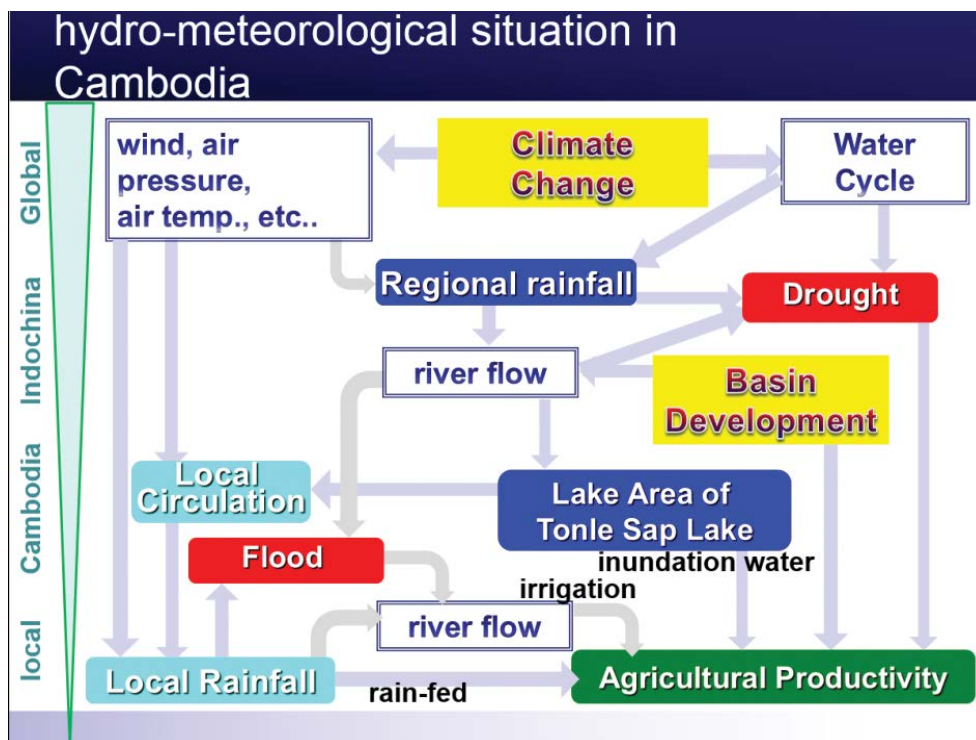 hydro-meteorological situation in
Cambodia
Global
Indochina
Cambodia
local
wind, air
pressure,
air temp., etc..
Climate
Change
Water
Cycle
Regional rainfall
Drought
river flow
Basin
Development
Local
Circulation
Lake Area of
Tonle Sap Lake
Flood
inundation water
irrigation
river flow
Local Rainfall
rain-fed
Agricultural Productivity